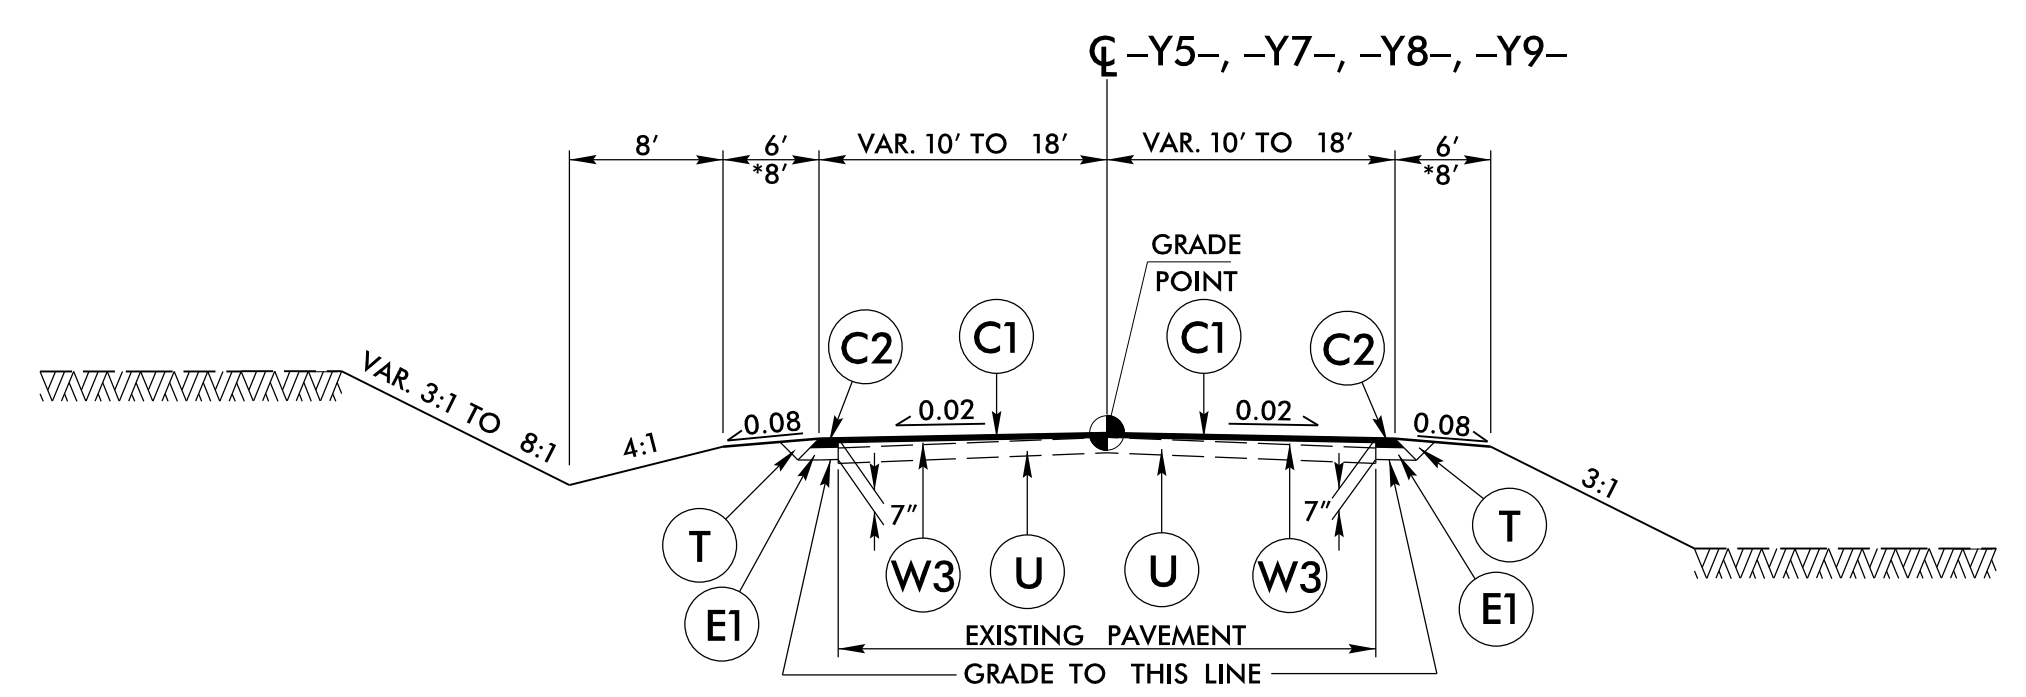 ℄ –Y5–, –Y7–, –Y8–, –Y9–
8' 6' VAR. 10' TO 18' VAR. 10' TO 18' 6'
*8' *8'
GRADE
POINT
C2 C1 C1 C2
VAR. 3:1 TO 8:1
4:1
0.08 0.02 0.02 0.08
3:1
7" 7"
T T
W3 U U W3
E1 E1
EXISTING PAVEMENT
GRADE TO THIS LINE